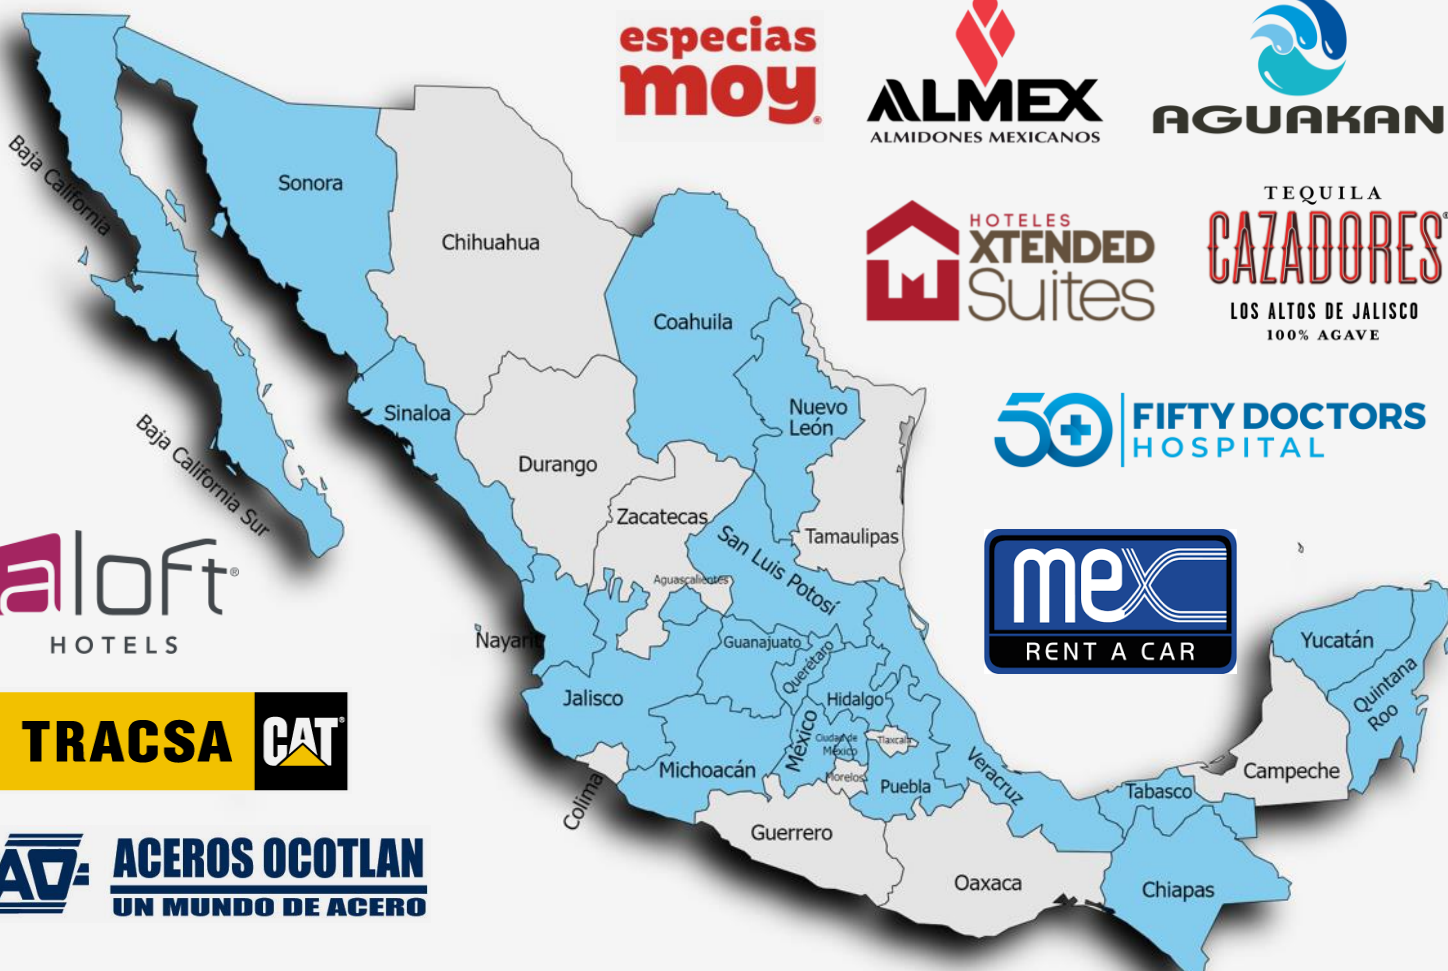 especias
moy
ALMEX
ALMIDONES MEXICANOS
AGUAKAN
HOTELES
XTENDED
Suites
TEQUILA
CAZADORES®
LOS ALTOS DE JALISCO
100% AGAVE
50 FIFTY DOCTORS
HOSPITAL
mex
RENT A CAR
aloft®
HOTELS
TRACSA CAT®
AO
ACEROS OCOTLAN
UN MUNDO DE ACERO
Baja California
Sonora
Chihuahua
Coahuila
Baja California Sur
Sinaloa
Nuevo
León
Durango
Zacatecas
San Luis Potosí
Tamaulipas
Aguascalientes
Nayarit
Guanajuato
Querétaro
Yucatán
Jalisco
Hidalgo
Quintana
Roo
México
Ciudad de
México
Tlaxcala
Michoacán
Morelos
Puebla
Veracruz
Campeche
Colima
Tabasco
Guerrero
Oaxaca
Chiapas